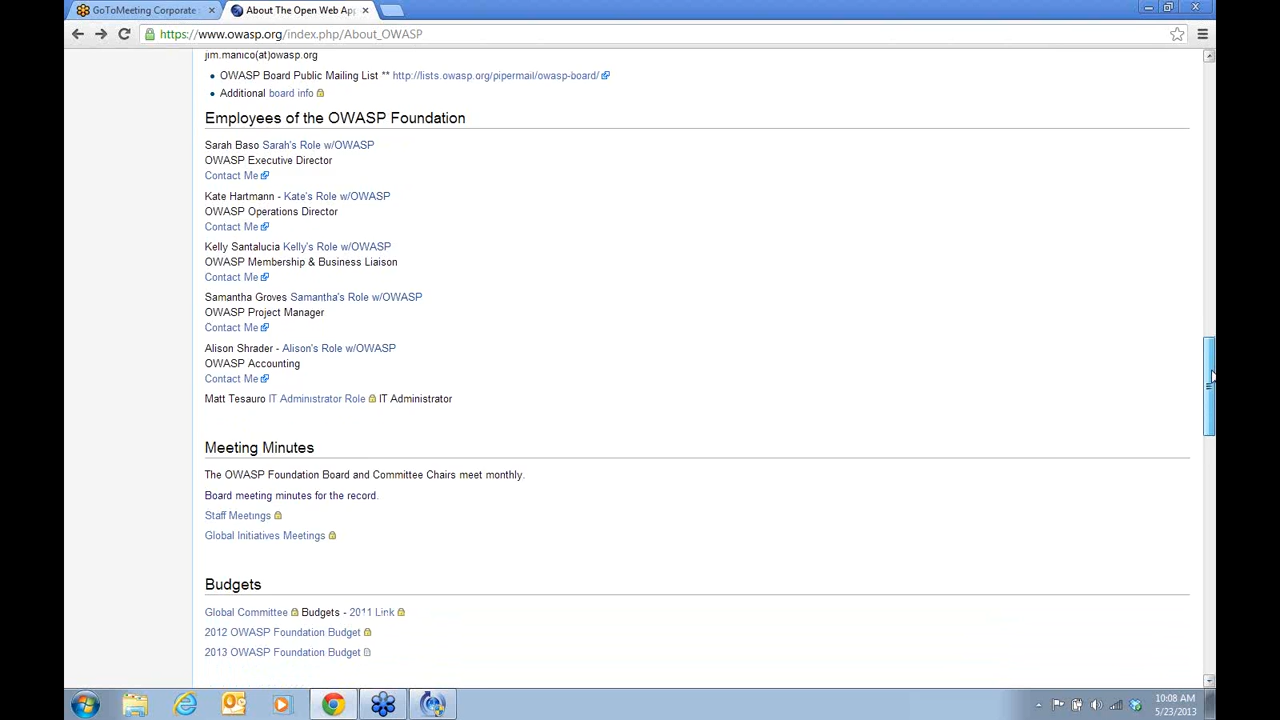 GoToMeeting Corporate
About The Open Web Ap
https://www.owasp.org/index.php/About_OWASP
jim.manico(at)owasp.org
OWASP Board Public Mailing List ** http://lists.owasp.org/pipermail/owasp-board/
Additional board info
Employees of the OWASP Foundation
Sarah Baso Sarah's Role w/OWASP
OWASP Executive Director
Contact Me
Kate Hartmann - Kate's Role w/OWASP
OWASP Operations Director
Contact Me
Kelly Santalucia Kelly's Role w/OWASP
OWASP Membership & Business Liaison
Contact Me
Samantha Groves Samantha's Role w/OWASP
OWASP Project Manager
Contact Me
Alison Shrader - Alison's Role w/OWASP
OWASP Accounting
Contact Me
Matt Tesauro IT Administrator Role IT Administrator
Meeting Minutes
The OWASP Foundation Board and Committee Chairs meet monthly.
Board meeting minutes for the record.
Staff Meetings
Global Initiatives Meetings
Budgets
Global Committee Budgets - 2011 Link
2012 OWASP Foundation Budget
2013 OWASP Foundation Budget
10:08 AM
5/23/2013